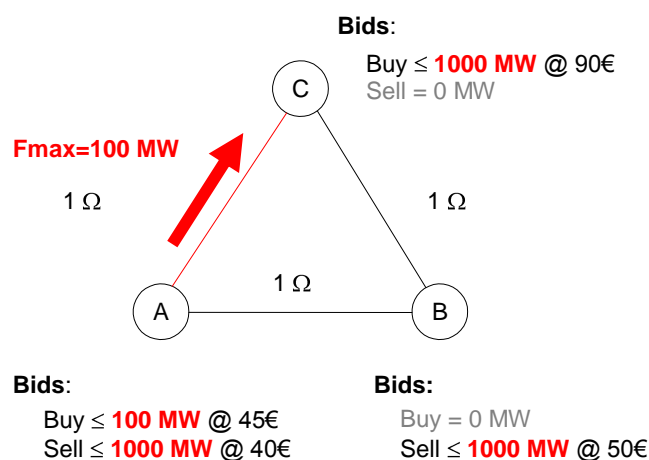 Bids:
Buy ≤ 1000 MW @ 90€
Sell = 0 MW
C
Fmax=100 MW
1 Ω
1 Ω
1 Ω
A
B
Bids:
Buy ≤ 100 MW @ 45€
Sell ≤ 1000 MW @ 40€
Bids:
Buy = 0 MW
Sell ≤ 1000 MW @ 50€